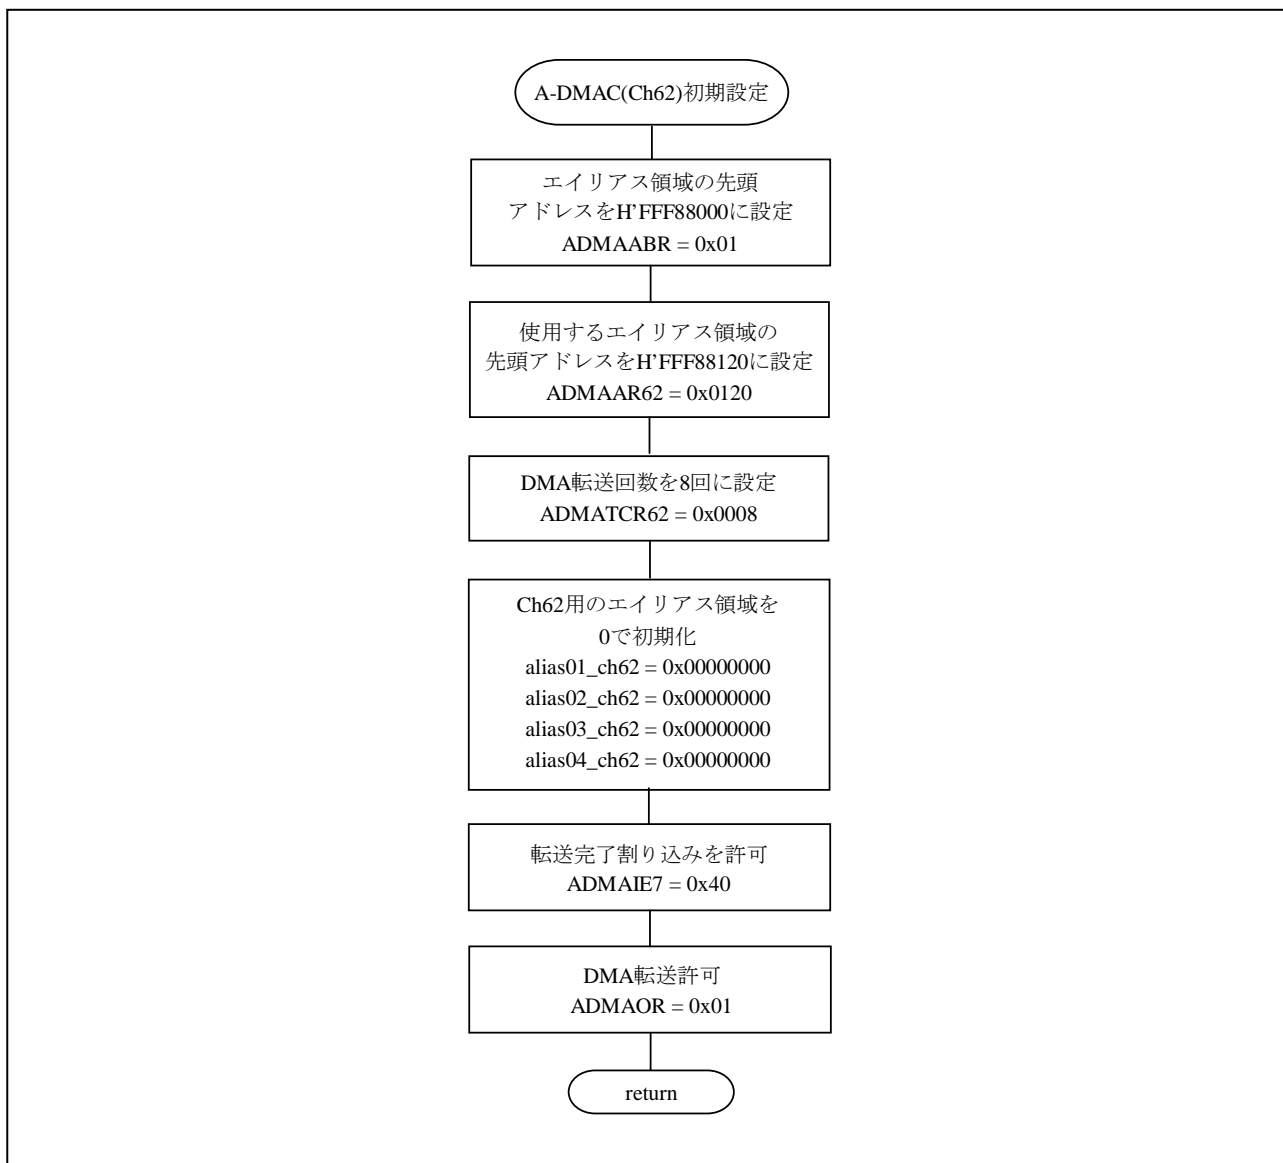 A-DMAC(Ch62)初期設定
エイリアス領域の先頭
アドレスをH'FFF88000に設定
ADMAABR = 0x01
使用するエイリアス領域の
先頭アドレスをH'FFF88120に設定
ADMAAR62 = 0x0120
DMA転送回数を8回に設定
ADMATCR62 = 0x0008
Ch62用のエイリアス領域を
0で初期化
alias01_ch62 = 0x00000000
alias02_ch62 = 0x00000000
alias03_ch62 = 0x00000000
alias04_ch62 = 0x00000000
転送完了割り込みを許可
ADMAIE7 = 0x40
DMA転送許可
ADMAOR = 0x01
return